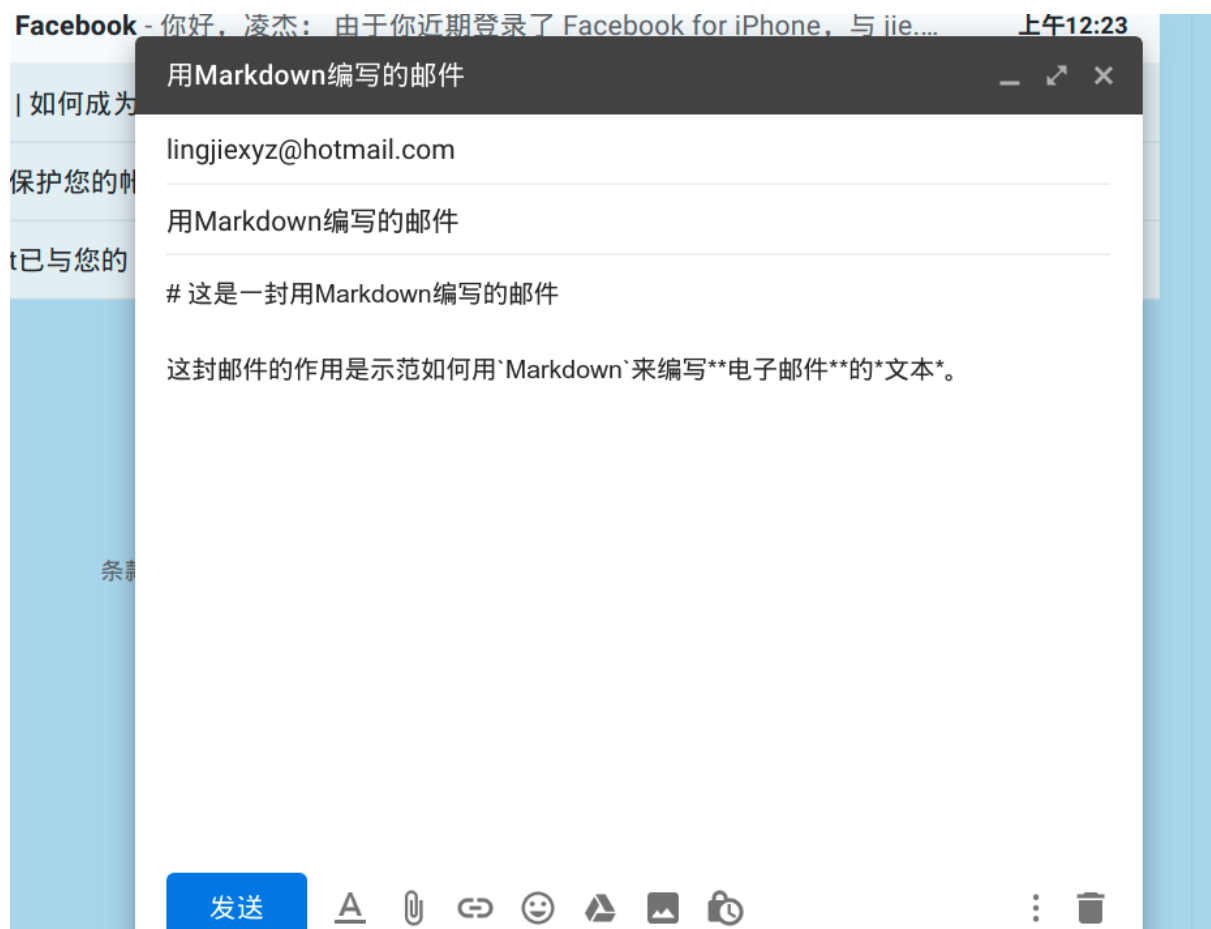 Facebook - 你好，凌杰： 由于你近期登录了 Facebook for iPhone，与 jie.... 上午12:23
用Markdown编写的邮件
| 如何成为
lingjiexyz@hotmail.com
保护您的帐
用Markdown编写的邮件
t已与您的
# 这是一封用Markdown编写的邮件
这封邮件的作用是示范如何用`Markdown`来编写**电子邮件**的*文本*。
条款
发送